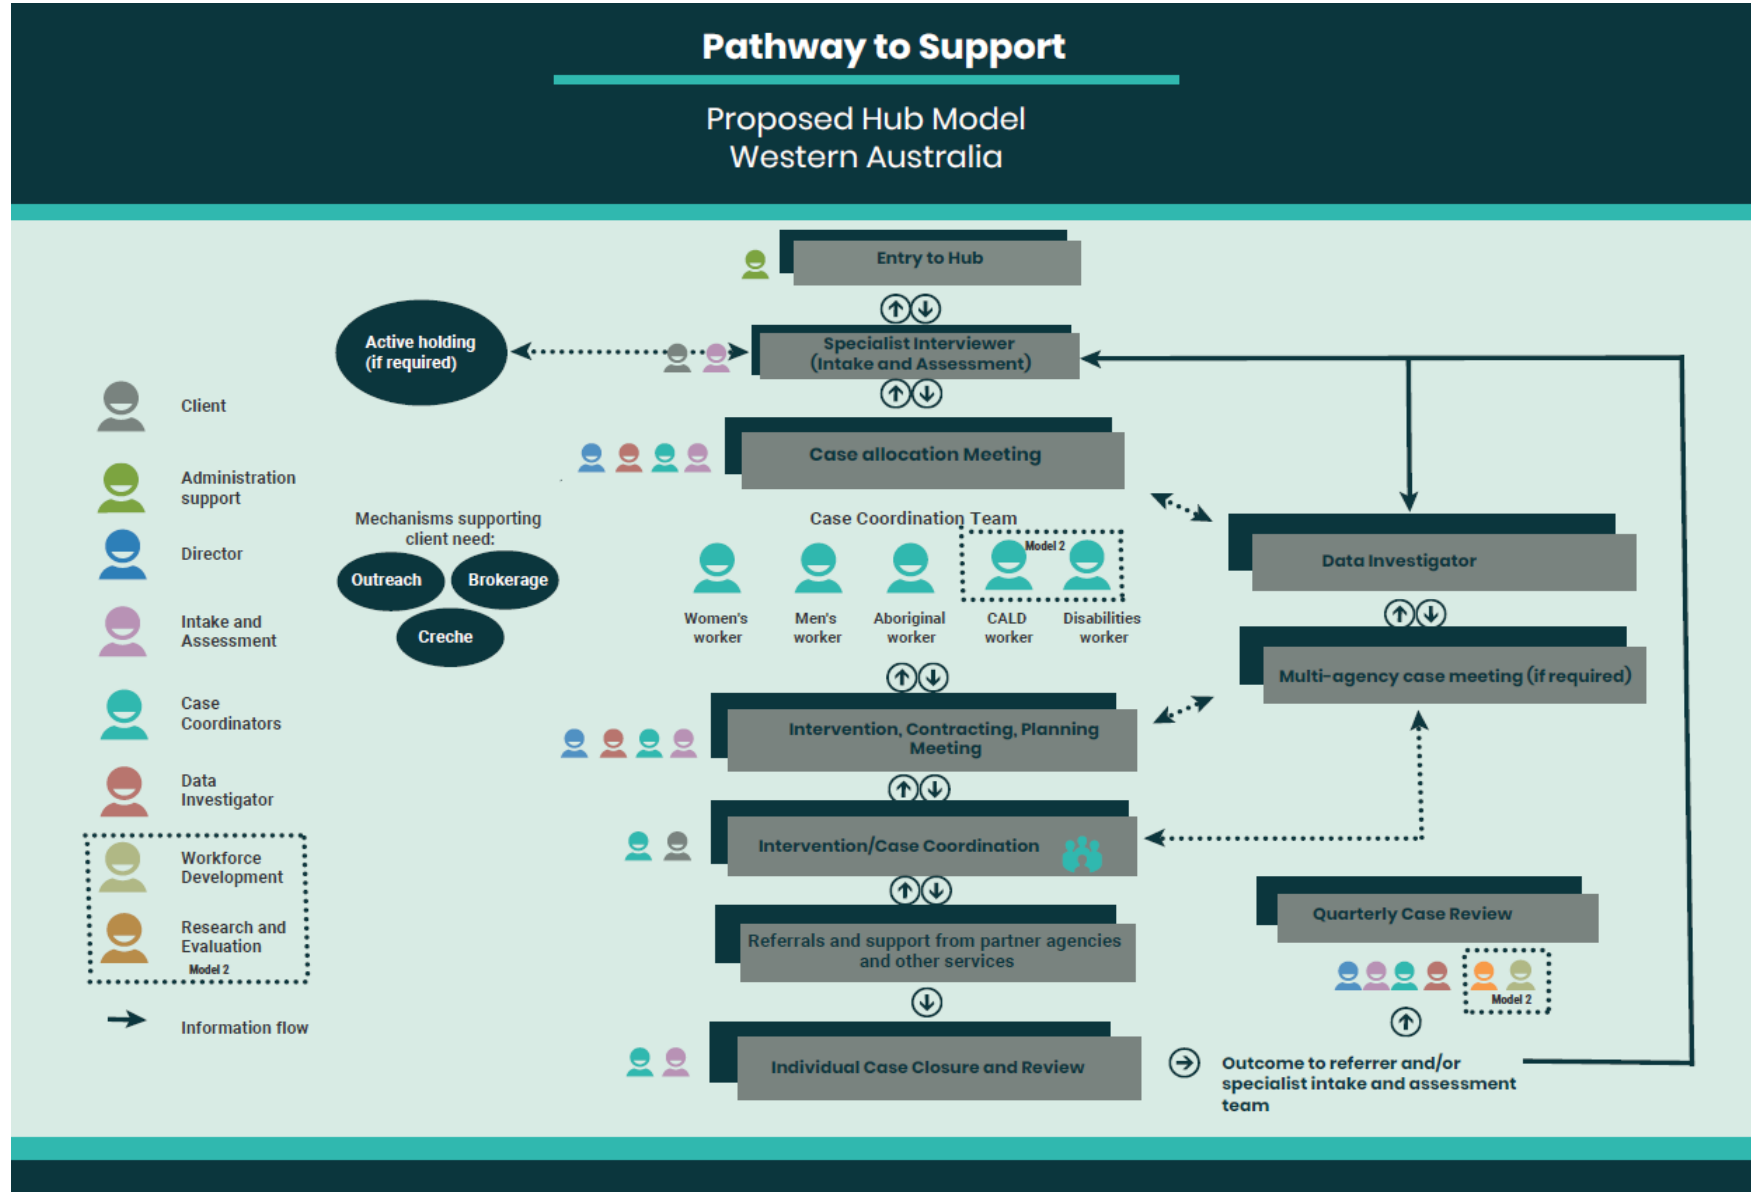 Pathway to Support
Proposed Hub Model
Western Australia
Entry to Hub
Active holding
(if required)
Specialist Interviewer
(Intake and Assessment)
Client
Administration
support
Director
Intake and
Assessment
Case
Coordinators
Data
Investigator
Workforce
Development
Research and
Evaluation
Model 2
Information flow
Mechanisms supporting
client need:
Outreach
Brokerage
Creche
Case allocation Meeting
Case Coordination Team
Model 2
Women's
worker
Men's
worker
Aboriginal
worker
CALD
worker
Disabilities
worker
Intervention, Contracting, Planning
Meeting
Intervention/Case Coordination
Referrals and support from partner agencies
and other services
Individual Case Closure and Review
Data Investigator
Multi-agency case meeting (if required)
Quarterly Case Review
Model 2
Outcome to referrer and/or
specialist intake and assessment
team